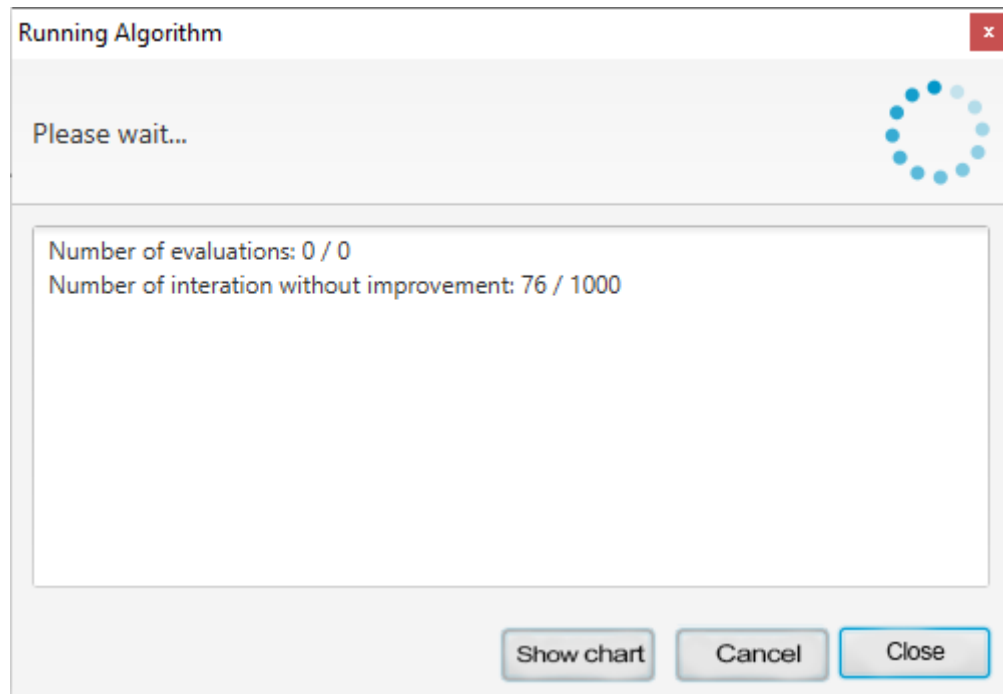 Running Algorithm
x
Please wait...
Number of evaluations: 0 / 0
Number of interation without improvement: 76 / 1000
Show chart
Cancel
Close